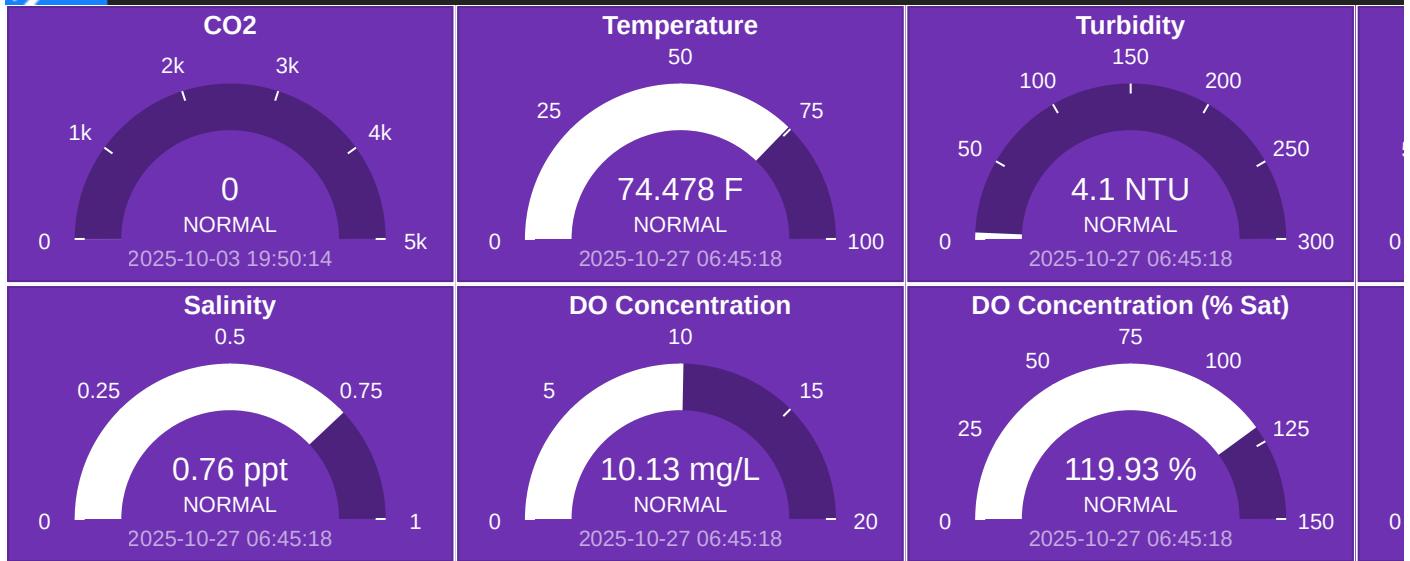 CO2
0
1k
2k
3k
4k
5k
0
NORMAL
2025-10-03 19:50:14
Temperature
0
25
50
75
100
74.478 F
NORMAL
2025-10-27 06:45:18
Turbidity
0
50
100
150
200
250
300
4.1 NTU
NORMAL
2025-10-27 06:45:18
0
Salinity
0
0.25
0.5
0.75
1
0.76 ppt
NORMAL
2025-10-27 06:45:18
DO Concentration
0
5
10
15
20
10.13 mg/L
NORMAL
2025-10-27 06:45:18
DO Concentration (% Sat)
0
25
50
75
100
125
150
119.93 %
NORMAL
2025-10-27 06:45:18
0